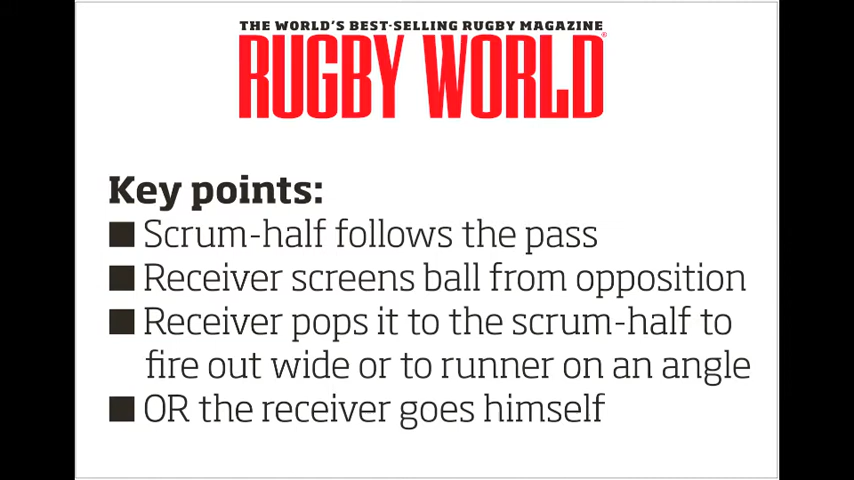 THE WORLD'S BEST-SELLING RUGBY MAGAZINE
RUGBY WORLD®
Key points:
■ Scrum-half follows the pass
■ Receiver screens ball from opposition
■ Receiver pops it to the scrum-half to
fire out wide or to runner on an angle
■ OR the receiver goes himself